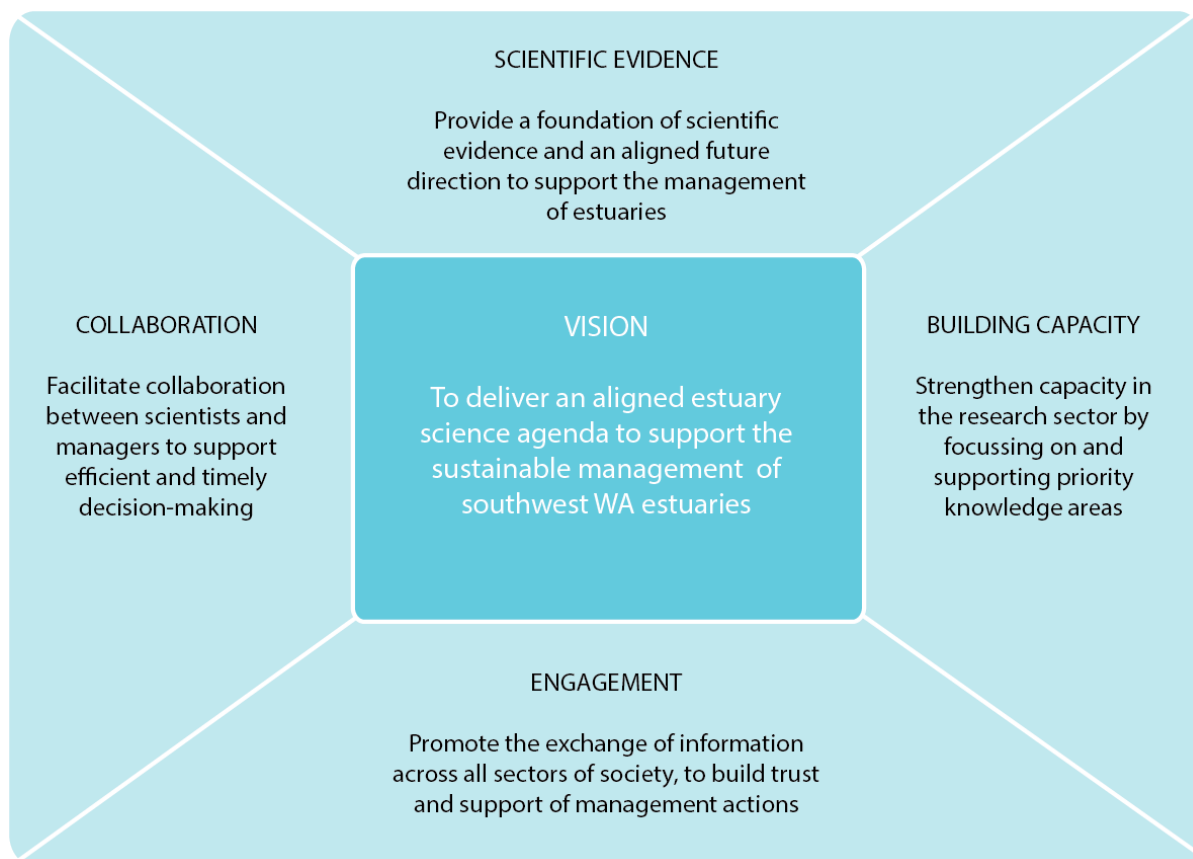 SCIENTIFIC EVIDENCE
Provide a foundation of scientific
evidence and an aligned future
direction to support the management
of estuaries
COLLABORATION
Facilitate collaboration
between scientists and
managers to support
efficient and timely
decision-making
VISION
To deliver an aligned estuary
science agenda to support the
sustainable management of
southwest WA estuaries
BUILDING CAPACITY
Strengthen capacity in
the research sector by
focussing on and
supporting priority
knowledge areas
ENGAGEMENT
Promote the exchange of information
across all sectors of society, to build trust
and support of management actions